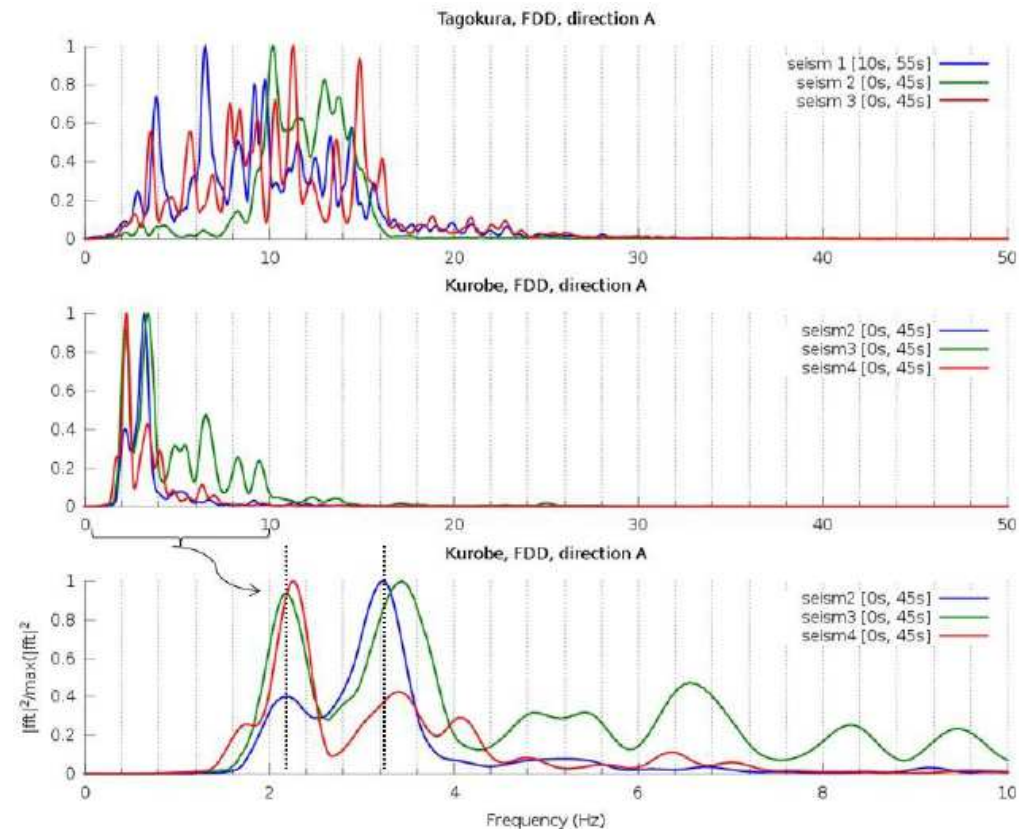 Tagokura, FDD, direction A
1
0.8
0.6
0.4
0.2
0
seism 1 [10s, 55s]
seism 2 [0s, 45s]
seism 3 [0s, 45s]
0 10 20 30 40 50
Kurobe, FDD, direction A
1
0.8
0.6
0.4
0.2
0
seism2 [0s, 45s]
seism3 [0s, 45s]
seism4 [0s, 45s]
0 10 20 30 40 50
Kurobe, FDD, direction A
|fft|²/max(|fft|²
1
0.8
0.6
0.4
0.2
0
seism2 [0s, 45s]
seism3 [0s, 45s]
seism4 [0s, 45s]
0 2 4 6 8 10
Frequency (Hz)